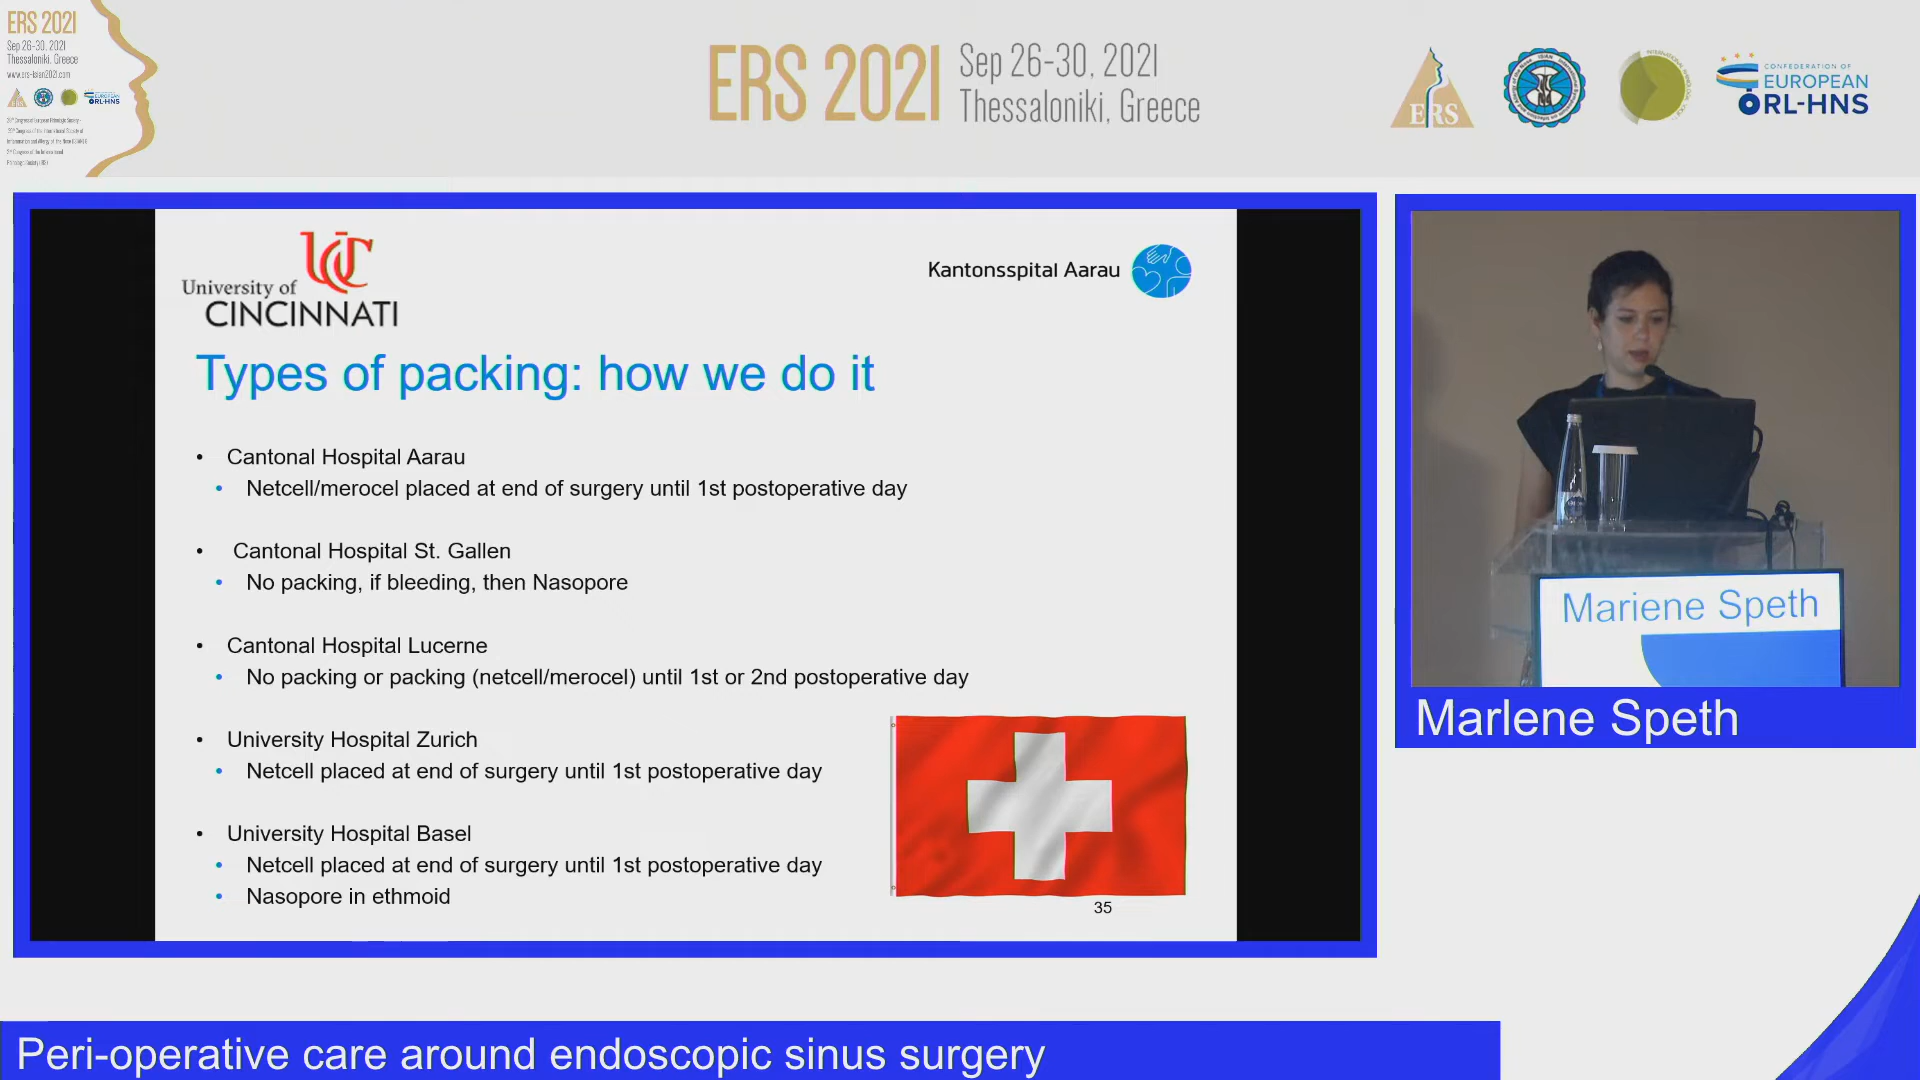 ERS 2021
Sep 26-30, 2021
Thessaloniki, Greece
www.ers-isian2021.com
ERS 2021
Sep 26-30, 2021
Thessaloniki, Greece
ERS
CONFEDERATION OF
EUROPEAN
ORL-HNS
UC
University of
CINCINNATI
Kantonsspital Aarau
Types of packing: how we do it
• Cantonal Hospital Aarau
• Netcell/merocel placed at end of surgery until 1st postoperative day
• Cantonal Hospital St. Gallen
• No packing, if bleeding, then Nasopore
• Cantonal Hospital Lucerne
• No packing or packing (netcell/merocel) until 1st or 2nd postoperative day
• University Hospital Zurich
• Netcell placed at end of surgery until 1st postoperative day
• University Hospital Basel
• Netcell placed at end of surgery until 1st postoperative day
• Nasopore in ethmoid
35
Mariene Speth
Marlene Speth
Peri-operative care around endoscopic sinus surgery